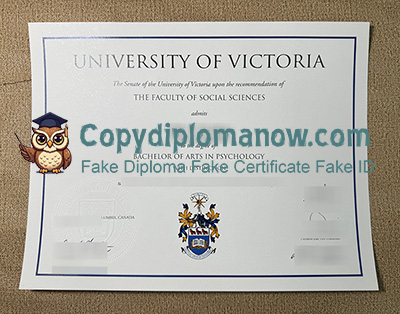 UNIVERSITY OF VICTORIA
The Senate of the University of Victoria upon the recommendation of
THE FACULTY OF SOCIAL SCIENCES
admits
Copydiplomanow.com
Fake Diploma Fake Certificate Fake ID
BACHELOR OF ARTS IN PSYCHOLOGY
CANADA